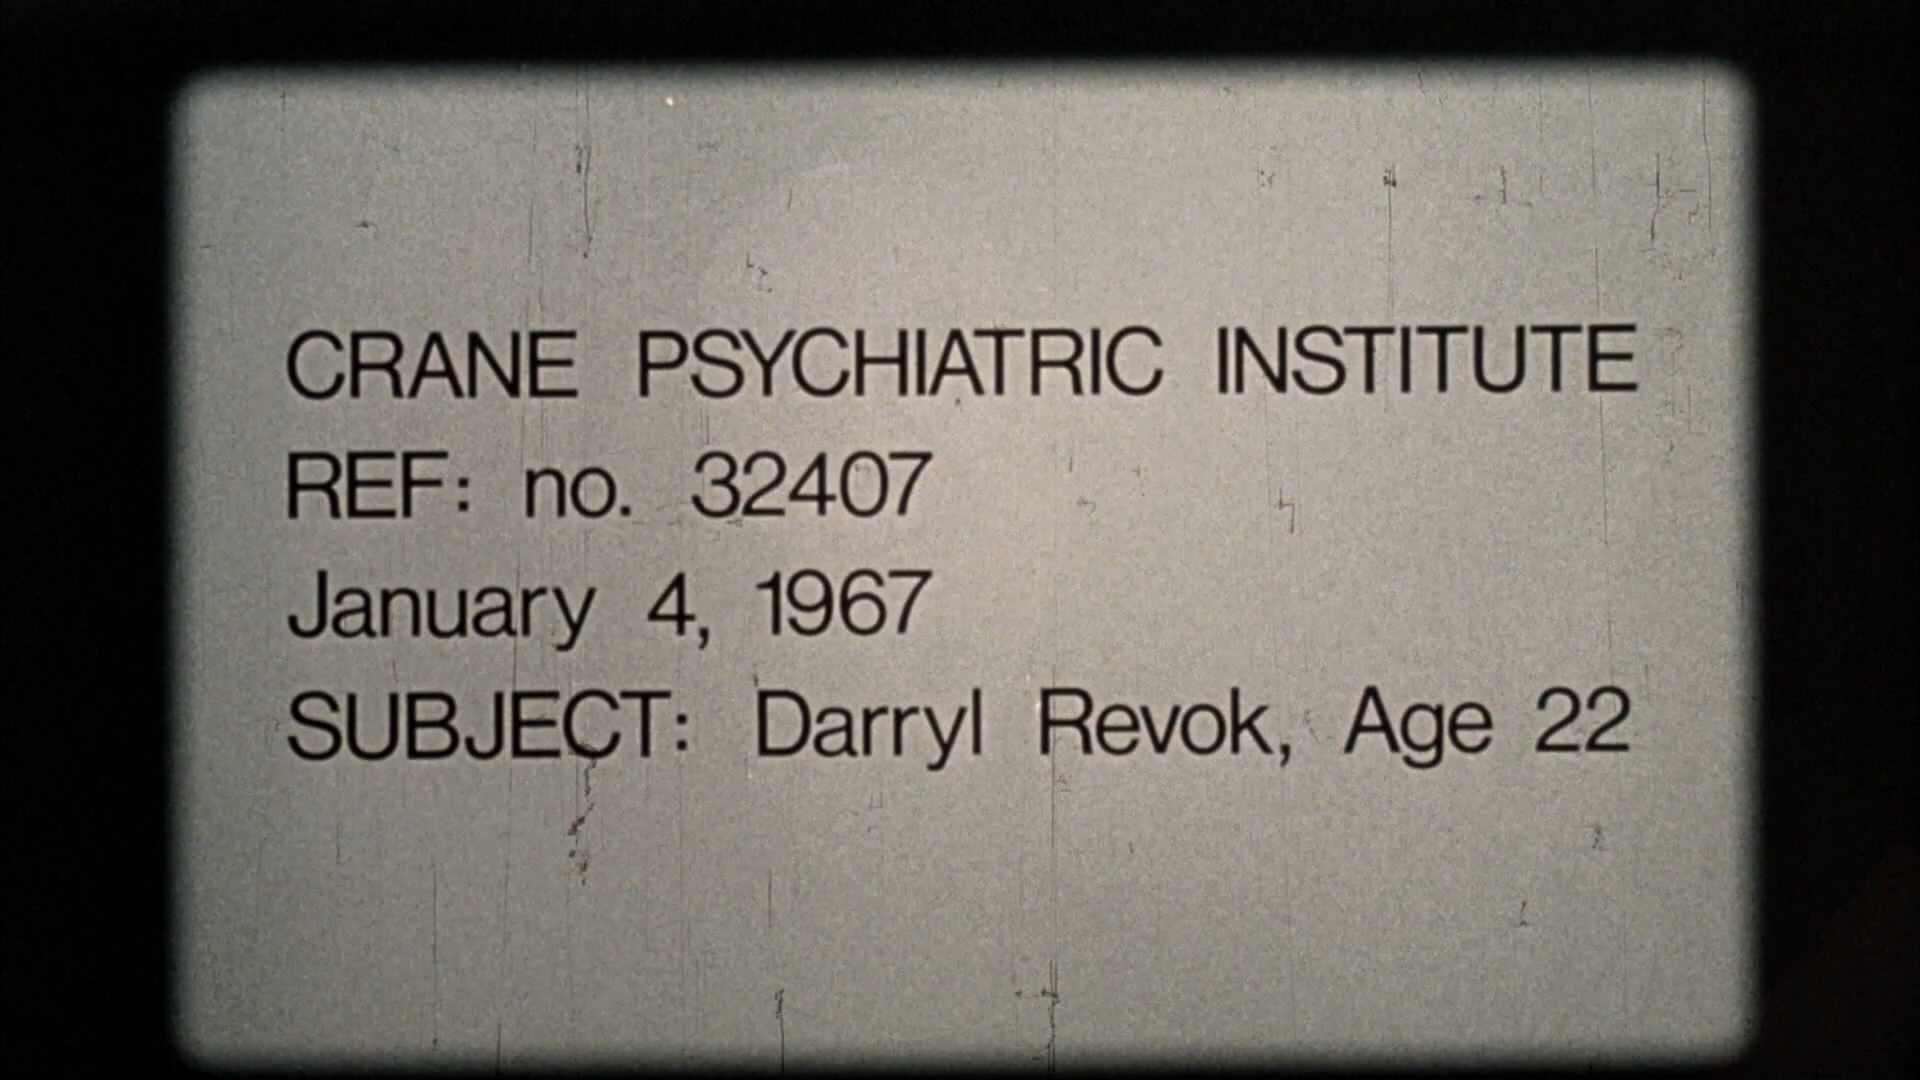 CRANE PSYCHIATRIC INSTITUTE
REF: no. 32407
January 4, 1967
SUBJECT: Darryl Revok, Age 22